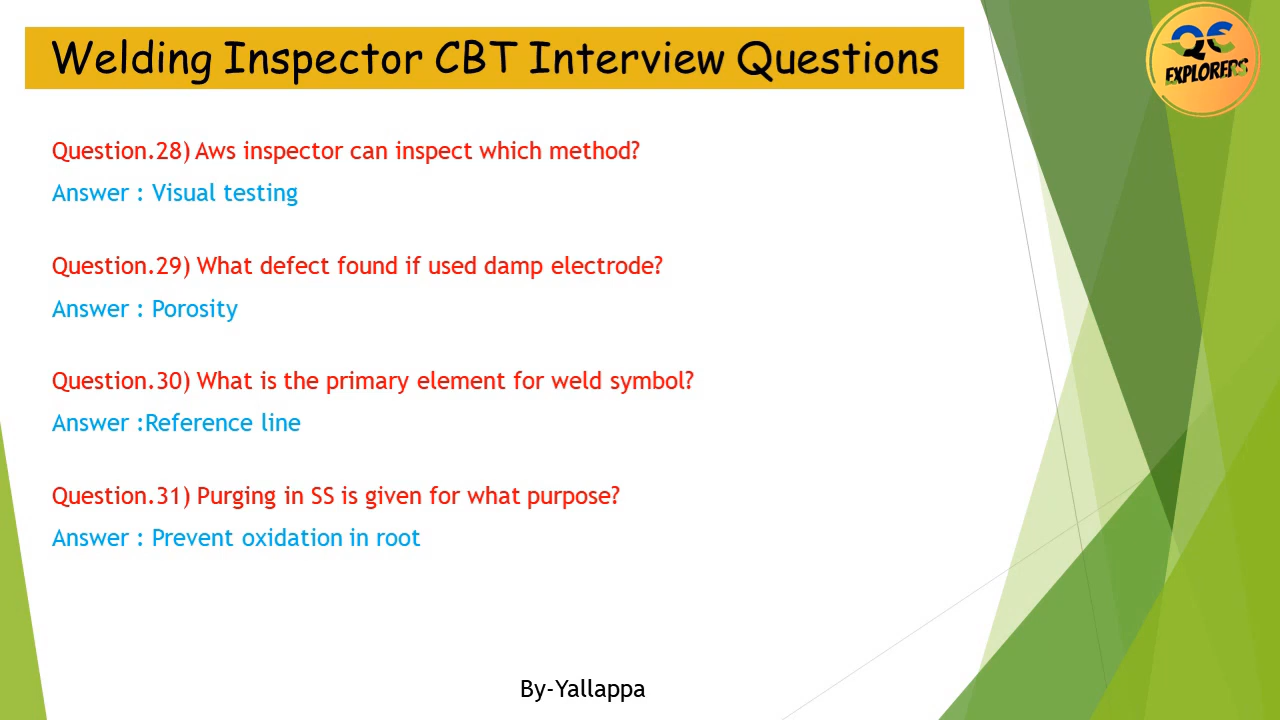 Welding Inspector CBT Interview Questions
QE
EXPLORERS
Question.28) Aws inspector can inspect which method?
Answer : Visual testing
Question.29) What defect found if used damp electrode?
Answer : Porosity
Question.30) What is the primary element for weld symbol?
Answer :Reference line
Question.31) Purging in SS is given for what purpose?
Answer : Prevent oxidation in root
By-Yallappa